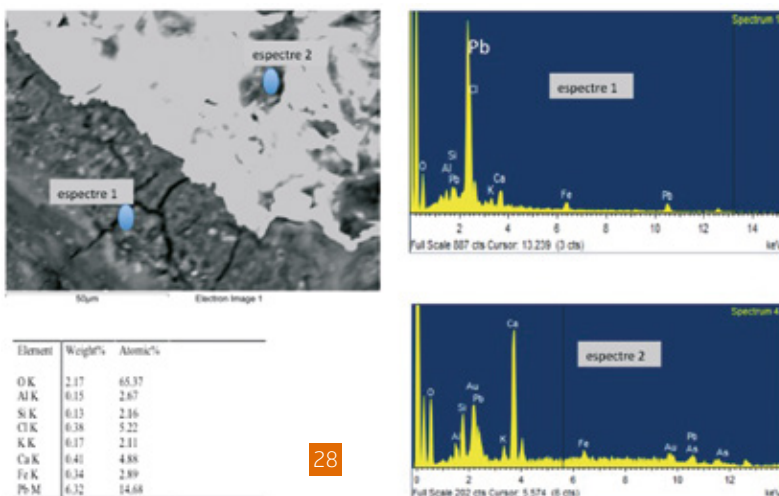 espectre 2
espectre 1
50µm Electron Image 1
Element Weight% Atomic%
O K 2.17 65.37
Al K 0.15 2.67
Si K 0.13 2.16
Cl K 0.38 5.22
K K 0.17 2.11
Ca K 0.41 4.88
Fe K 0.34 2.89
Pb M 6.32 14.68
28
Spectrum 1
Pb
Cl
espectre 1
O
Si
Al
Pb
K
Ca
Fe
Pb
2 4 6 8 10 12 14
Full Scale 887 cts Cursor: 13.239 (3 cts)
Spectrum 4
Ca
espectre 2
O
Au
Pb
Si
Al
K
Fe
Au
Pb
As
As
0 2 4 6 8 10 12 14
Full Scale 202 cts Cursor: 5.574 (6 cts)